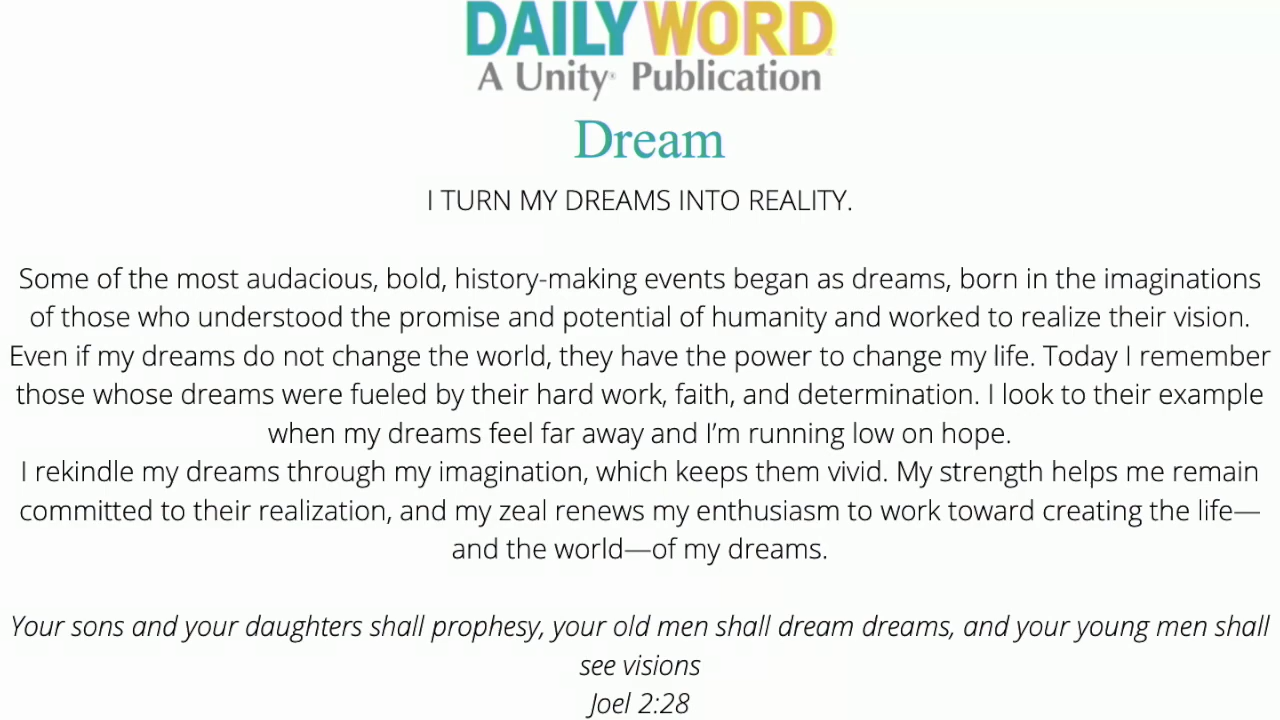 DAILY WORD®
A Unity® Publication
Dream
I TURN MY DREAMS INTO REALITY.
Some of the most audacious, bold, history-making events began as dreams, born in the imaginations
of those who understood the promise and potential of humanity and worked to realize their vision.
Even if my dreams do not change the world, they have the power to change my life. Today I remember
those whose dreams were fueled by their hard work, faith, and determination. I look to their example
when my dreams feel far away and I’m running low on hope.
I rekindle my dreams through my imagination, which keeps them vivid. My strength helps me remain
committed to their realization, and my zeal renews my enthusiasm to work toward creating the life—
and the world—of my dreams.
Your sons and your daughters shall prophesy, your old men shall dream dreams, and your young men shall
see visions
Joel 2:28